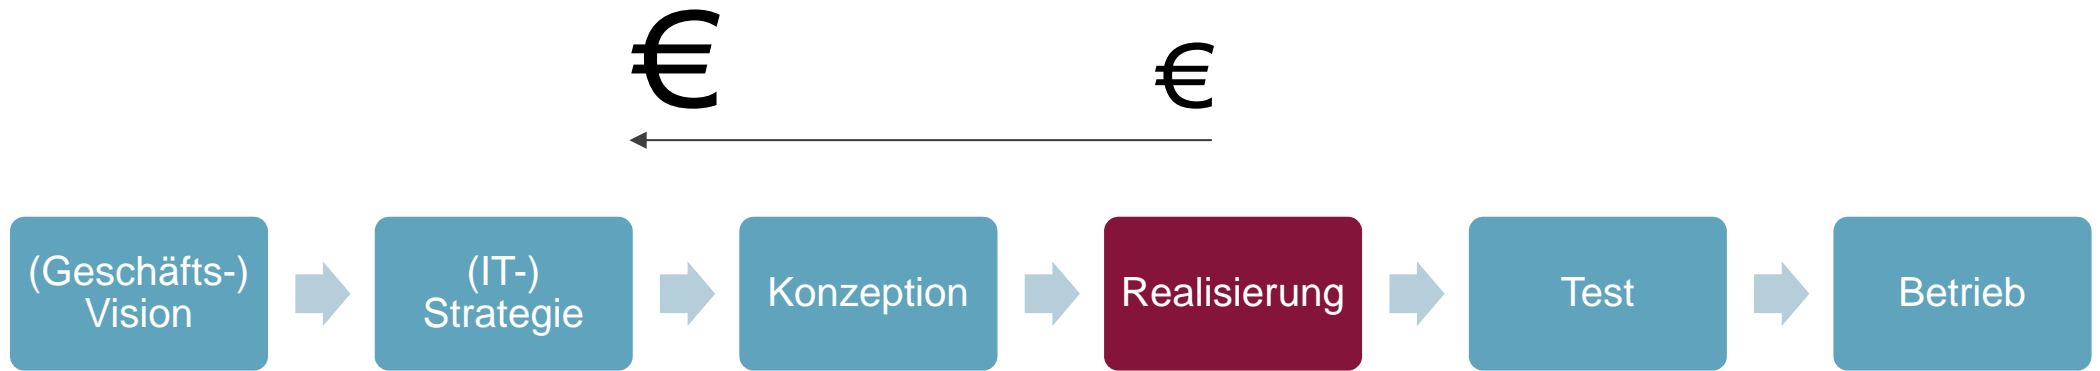 €
€
(Geschäfts-)
Vision
(IT-)
Strategie
Konzeption
Realisierung
Test
Betrieb